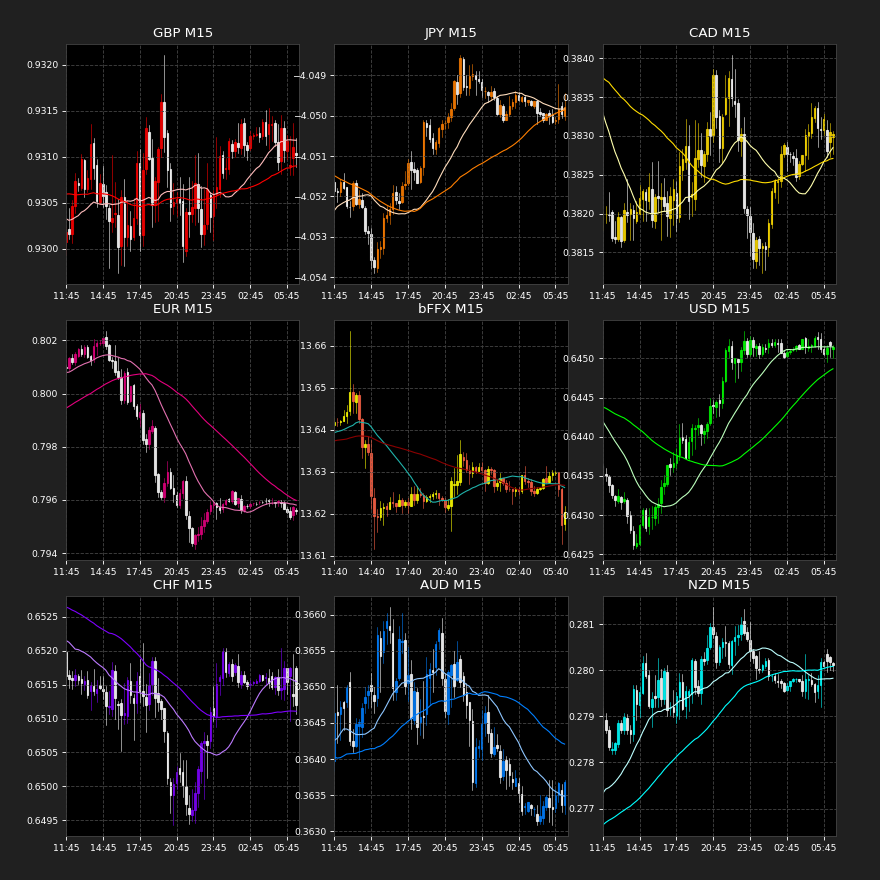 GBP M15
0.9320
0.9315
0.9310
0.9305
0.9300
11:45 14:45 17:45 20:45 23:45 02:45 05:45
JPY M15
−4.049
−4.050
−4.051
−4.052
−4.053
−4.054
11:45 14:45 17:45 20:45 23:45 02:45 05:45
CAD M15
0.3840
0.3835
0.3830
0.3825
0.3820
0.3815
11:45 14:45 17:45 20:45 23:45 02:45 05:45
EUR M15
0.802
0.800
0.798
0.796
0.794
11:45 14:45 17:45 20:45 23:45 02:45 05:45
bFFX M15
13.66
13.65
13.64
13.63
13.62
13.61
11:40 14:40 17:40 20:40 23:40 02:40 05:40
USD M15
0.6450
0.6445
0.6440
0.6435
0.6430
0.6425
11:45 14:45 17:45 20:45 23:45 02:45 05:45
CHF M15
0.6525
0.6520
0.6515
0.6510
0.6505
0.6500
0.6495
11:45 14:45 17:45 20:45 23:45 02:45 05:45
AUD M15
0.3660
0.3655
0.3650
0.3645
0.3640
0.3635
0.3630
11:45 14:45 17:45 20:45 23:45 02:45 05:45
NZD M15
0.281
0.280
0.279
0.278
0.277
11:45 14:45 17:45 20:45 23:45 02:45 05:45